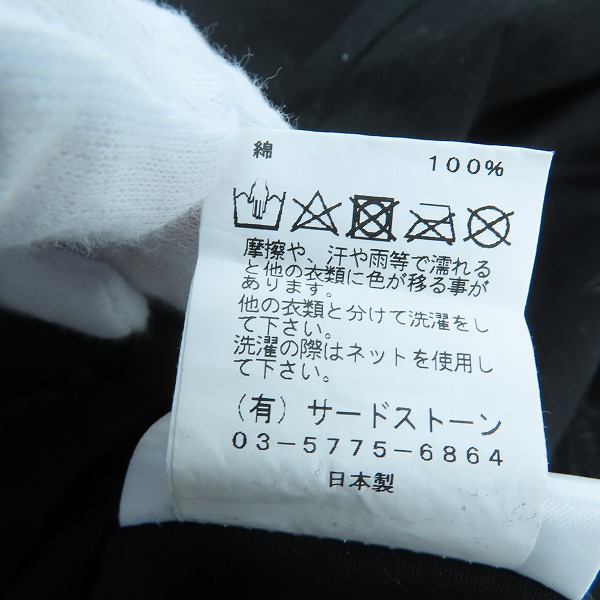 綿 100%
摩擦や、汗や雨等で濡れる
と他の衣類に色が移る事が
あります。
他の衣類と分けて洗濯をし
て下さい。
洗濯の際はネットを使用し
て下さい。
(有) サードストーン
03-5775-6864
日本製